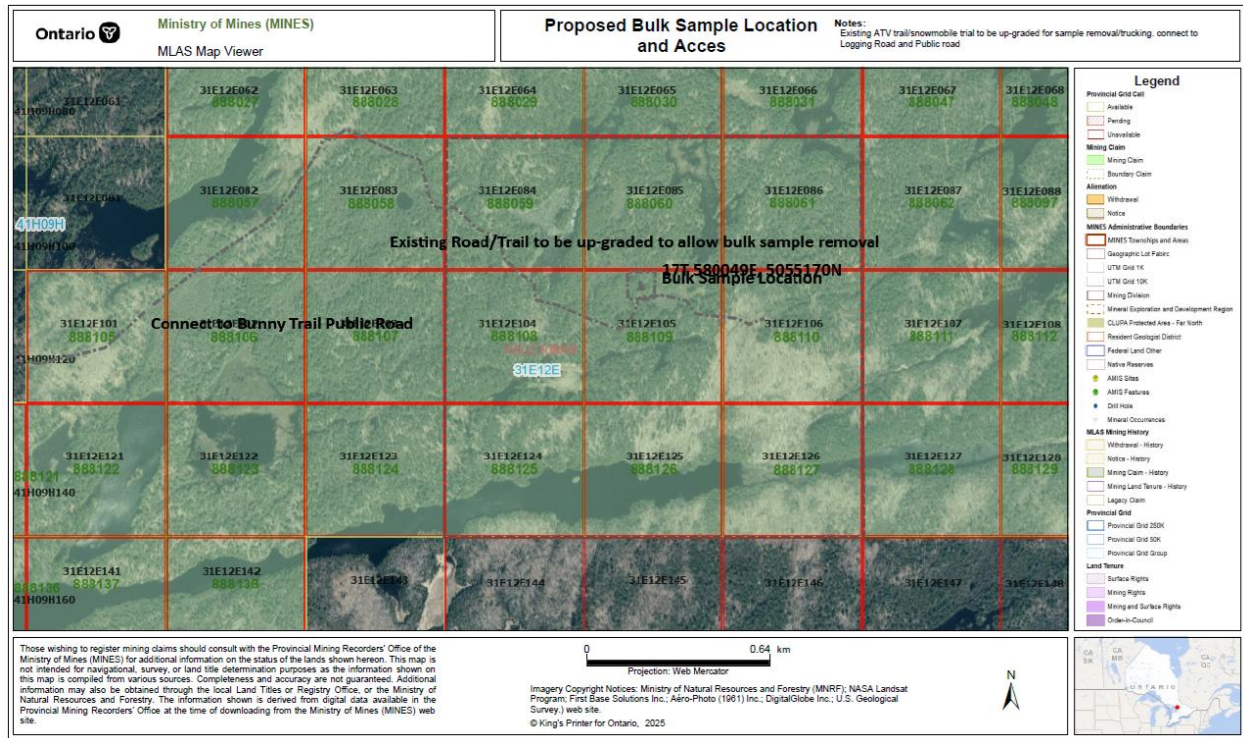 Ontario
Ministry of Mines (MINES)
MLAS Map Viewer
Proposed Bulk Sample Location
and Acces
Notes:
Existing ATV trail/snowmobile trial to be up-graded for sample removal/trucking. connect to
Logging Road and Public road
31E12E061
41H09H080
31E12E062
888027
31E12E063
888028
31E12E064
888029
31E12E065
888030
31E12E066
888031
31E12E067
888047
31E12E068
888048
31E12E081
41H09H
41H09H100
31E12E082
888057
31E12E083
888058
31E12E084
888059
31E12E085
888060
31E12E086
888061
31E12E087
888062
31E12E088
888097
Existing Road/Trail to be up-graded to allow bulk sample removal
17T 580049E, 5055170N
Bulk Sample Location
Connect to Bunny Trail Public Road
31E12E101
888105
41H09H120
888106
888107
31E12E104
888108
31E12E
31E12E105
888109
31E12E106
888110
31E12E107
888111
31E12E108
888112
31E12E121
888122
888121
41H09H140
31E12E122
888123
31E12E123
888124
31E12E124
888125
31E12E125
888126
31E12E126
888127
31E12E127
888128
31E12E128
888129
31E12E141
888137
888136
41H09H160
31E12E142
888138
31E12E143
31E12E144
31E12E145
31E12E146
31E12E147
31E12E148
Legend
Provincial Grid Cell
Available
Pending
Unavailable
Mining Claim
Mining Claim
Boundary Claim
Alienation
Withdrawal
Notice
MINES Administrative Boundaries
MINES Townships and Areas
Geographic Lot Fabirc
UTM Grid 1K
UTM Grid 10K
Mining Division
Mineral Exploration and Development Region
CLUPA Protected Area - Far North
Resident Geologist District
Federal Land Other
Native Reserves
AMIS Sites
AMIS Features
Drill Hole
Mineral Occurrences
MLAS Mining History
Withdrawal - History
Notice - History
Mining Claim - History
Mining Land Tenure - History
Legacy Claim
Provincial Grid
Provincial Grid 250K
Provincial Grid 50K
Provincial Grid Group
Land Tenure
Surface Rights
Mining Rights
Mining and Surface Rights
Order-in-Council
Those wishing to register mining claims should consult with the Provincial Mining Recorders' Office of the
Ministry of Mines (MINES) for additional information on the status of the lands shown hereon. This map is
not intended for navigational, survey, or land title determination purposes as the information shown on
this map is compiled from various sources. Completeness and accuracy are not guaranteed. Additional
information may also be obtained through the local Land Titles or Registry Office, or the Ministry of
Natural Resources and Forestry. The information shown is derived from digital data available in the
Provincial Mining Recorders' Office at the time of downloading from the Ministry of Mines (MINES) web
site.
0 0.64 km
Projection: Web Mercator
Imagery Copyright Notices: Ministry of Natural Resources and Forestry (MNRF); NASA Landsat
Program; First Base Solutions Inc.; Aéro-Photo (1961) Inc.; DigitalGlobe Inc.; U.S. Geological
Survey.) web site.
© King's Printer for Ontario, 2025
N
CA
SK
CA
MB
ONTARIO
CA
QC